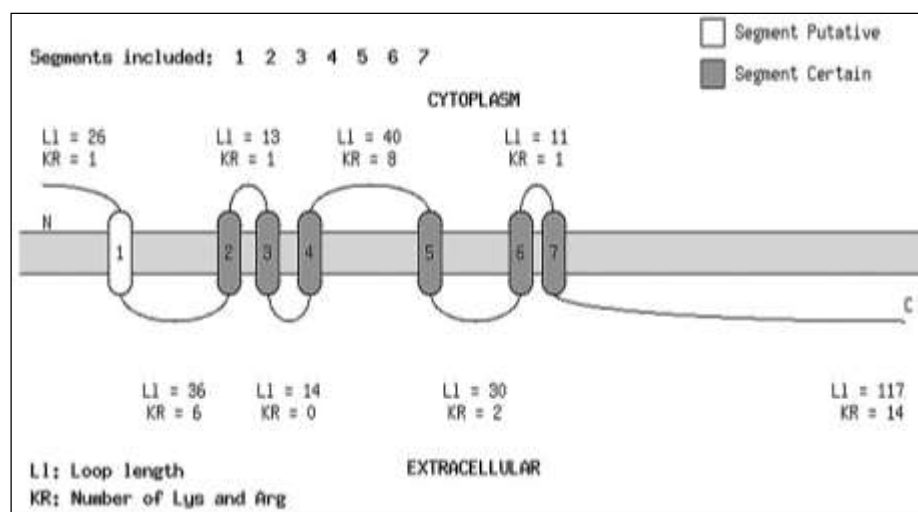 Segment Putative
Segments included: 1 2 3 4 5 6 7
Segment Certain
CYTOPLASM
Ll = 26
KR = 1
Ll = 13
KR = 1
Ll = 40
KR = 8
Ll = 11
KR = 1
N
1 2 3 4 5 6 7
C
Ll = 36
KR = 6
Ll = 14
KR = 0
Ll = 30
KR = 2
Ll = 117
KR = 14
EXTRACELLULAR
Ll: Loop length
KR: Number of Lys and Arg